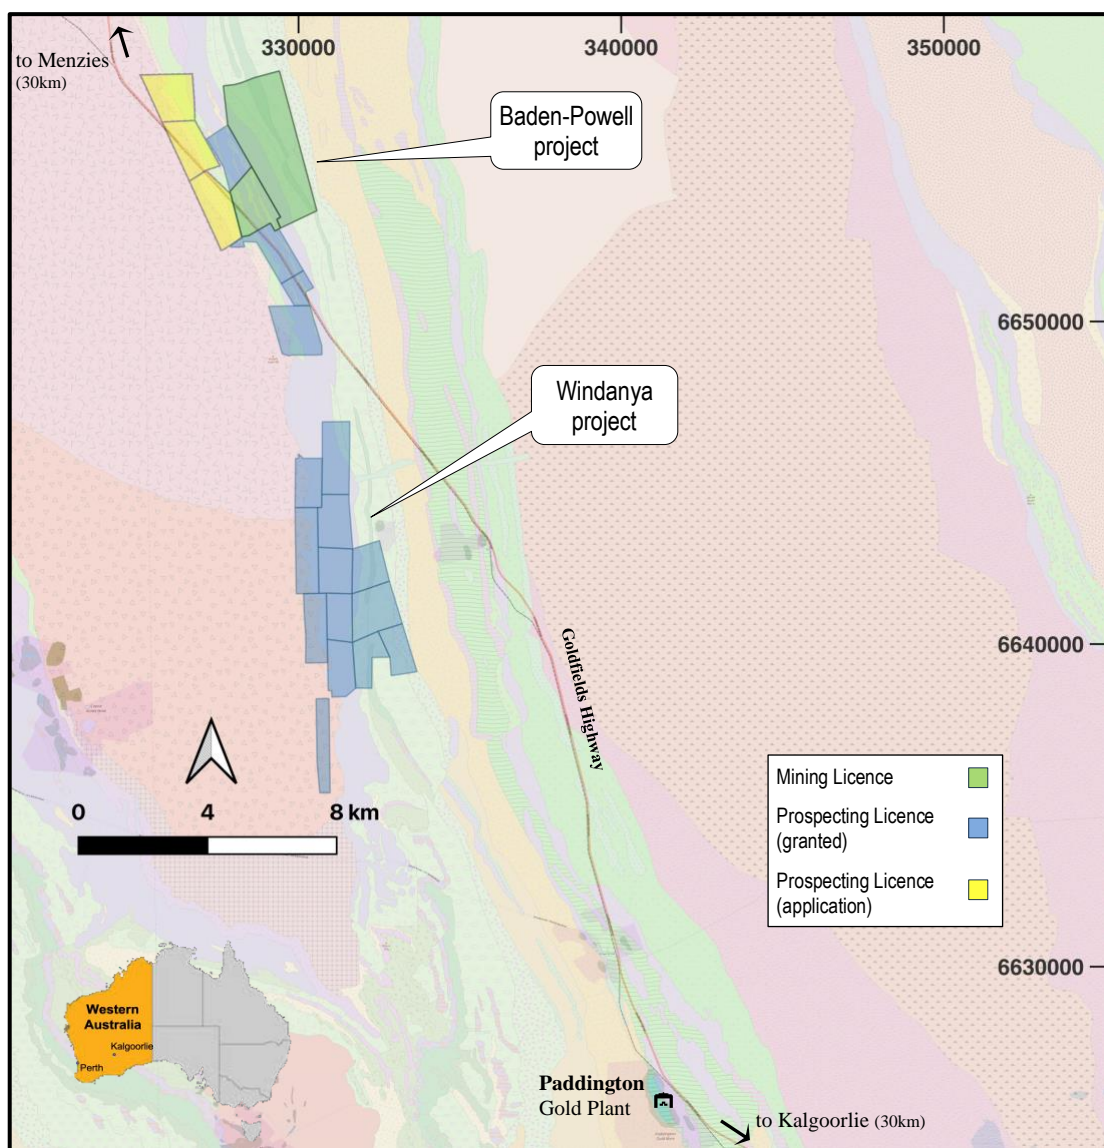 330000
340000
350000
to Menzies
(30km)
Baden-Powell
project
6650000
Windanya
project
6640000
Goldfields Highway
0
4
8 km
Mining Licence
Prospecting Licence
(granted)
Prospecting Licence
(application)
6630000
Western
Australia
Kalgoorlie
Perth
Paddington
Gold Plant
to Kalgoorlie (30km)